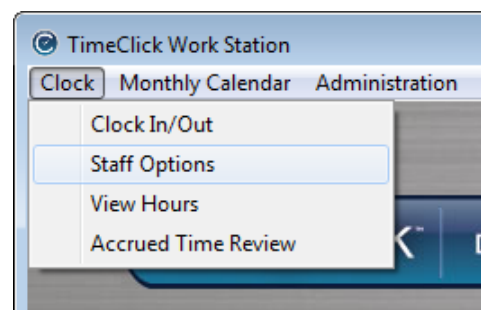 TimeClick Work Station
Clock Monthly Calendar Administration
Clock In/Out
Staff Options
View Hours
Accrued Time Review